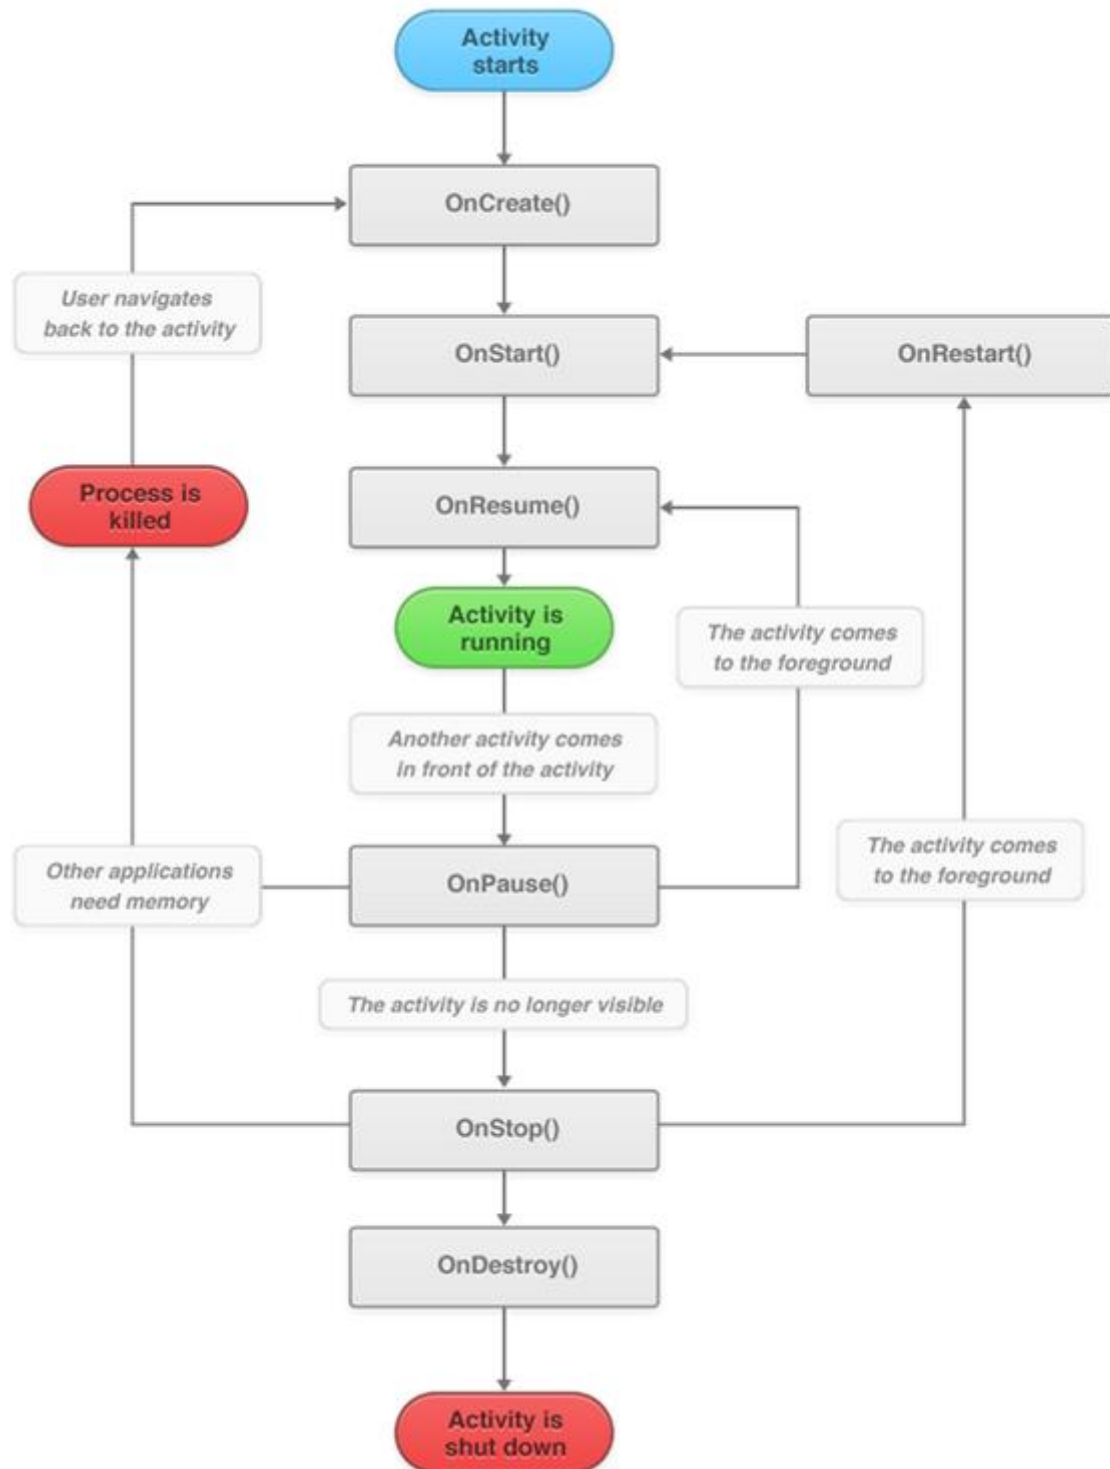 Activity
starts
OnCreate()
User navigates
back to the activity
OnStart()
OnRestart()
Process is
killed
OnResume()
Activity is
running
The activity comes
to the foreground
Another activity comes
in front of the activity
The activity comes
to the foreground
Other applications
need memory
OnPause()
The activity is no longer visible
OnStop()
OnDestroy()
Activity is
shut down